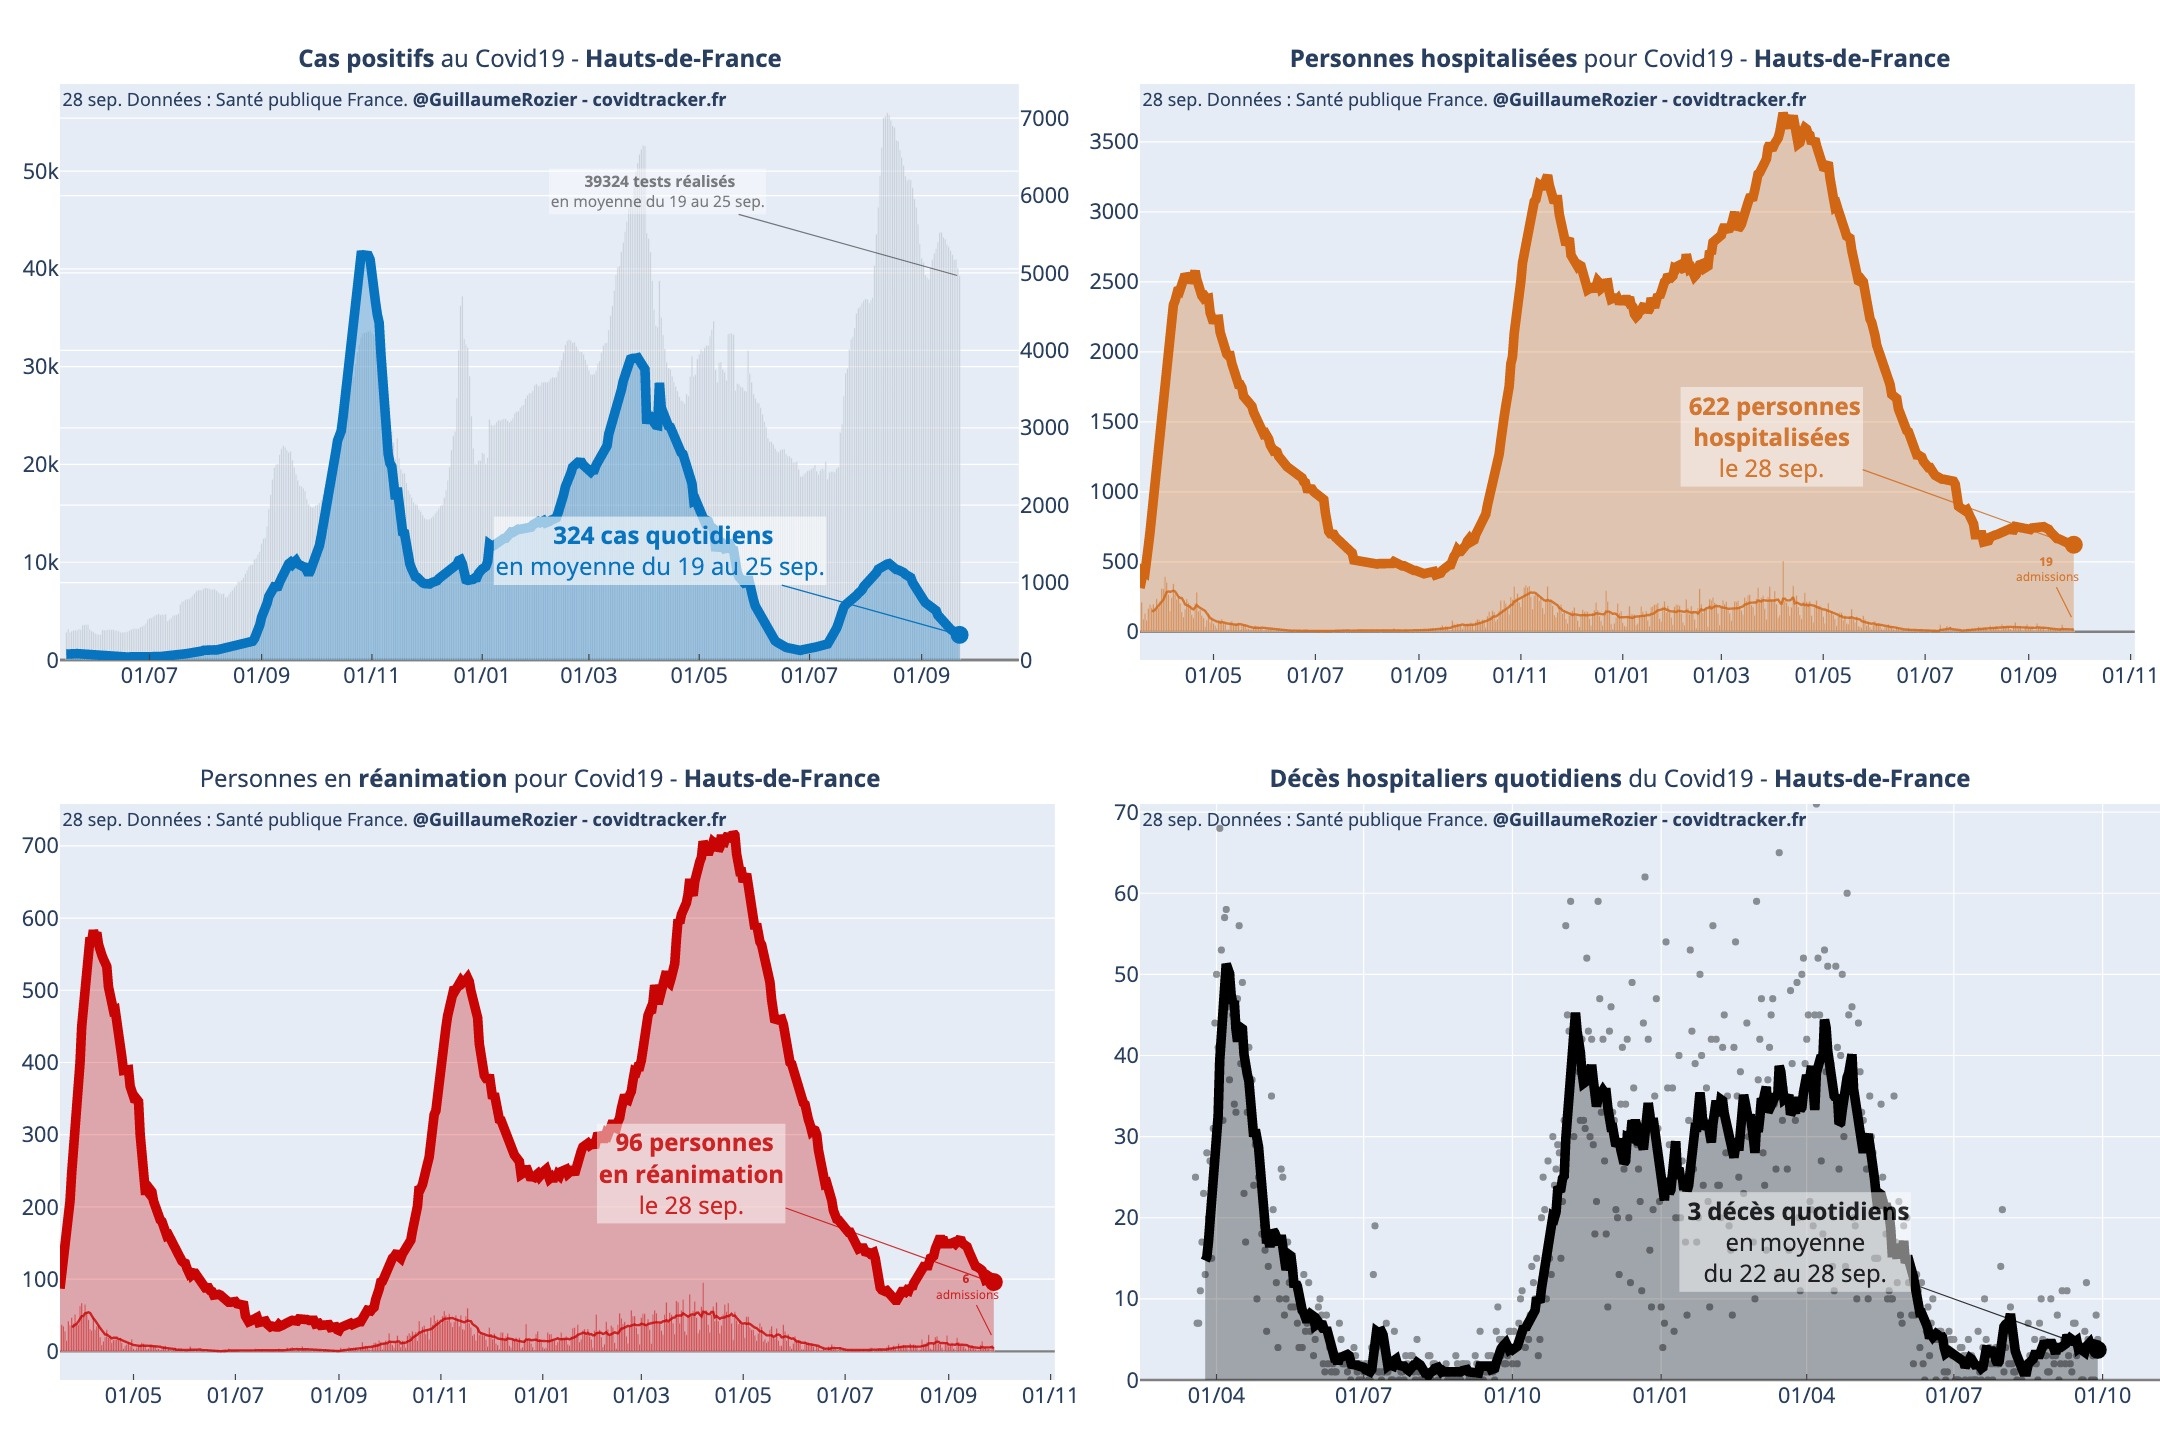 Cas positifs au Covid19 - Hauts-de-France
28 sep. Données : Santé publique France. @GuillaumeRozier - covidtracker.fr
39324 tests réalisés
en moyenne du 19 au 25 sep.
324 cas quotidiens
en moyenne du 19 au 25 sep.
50k
40k
30k
20k
10k
0
7000
6000
5000
4000
3000
2000
1000
0
01/07 01/09 01/11 01/01 01/03 01/05 01/07 01/09
Personnes hospitalisées pour Covid19 - Hauts-de-France
28 sep. Données : Santé publique France. @GuillaumeRozier - covidtracker.fr
3500
3000
2500
2000
1500
1000
500
0
622 personnes
hospitalisées
le 28 sep.
19
admissions
01/05 01/07 01/09 01/11 01/01 01/03 01/05 01/07 01/09 01/11
Personnes en réanimation pour Covid19 - Hauts-de-France
28 sep. Données : Santé publique France. @GuillaumeRozier - covidtracker.fr
700
600
500
400
300
200
100
0
96 personnes
en réanimation
le 28 sep.
6
admissions
01/05 01/07 01/09 01/11 01/01 01/03 01/05 01/07 01/09 01/11
Décès hospitaliers quotidiens du Covid19 - Hauts-de-France
28 sep. Données : Santé publique France. @GuillaumeRozier - covidtracker.fr
70
60
50
40
30
20
10
0
3 décès quotidiens
en moyenne
du 22 au 28 sep.
01/04 01/07 01/10 01/01 01/04 01/07 01/10